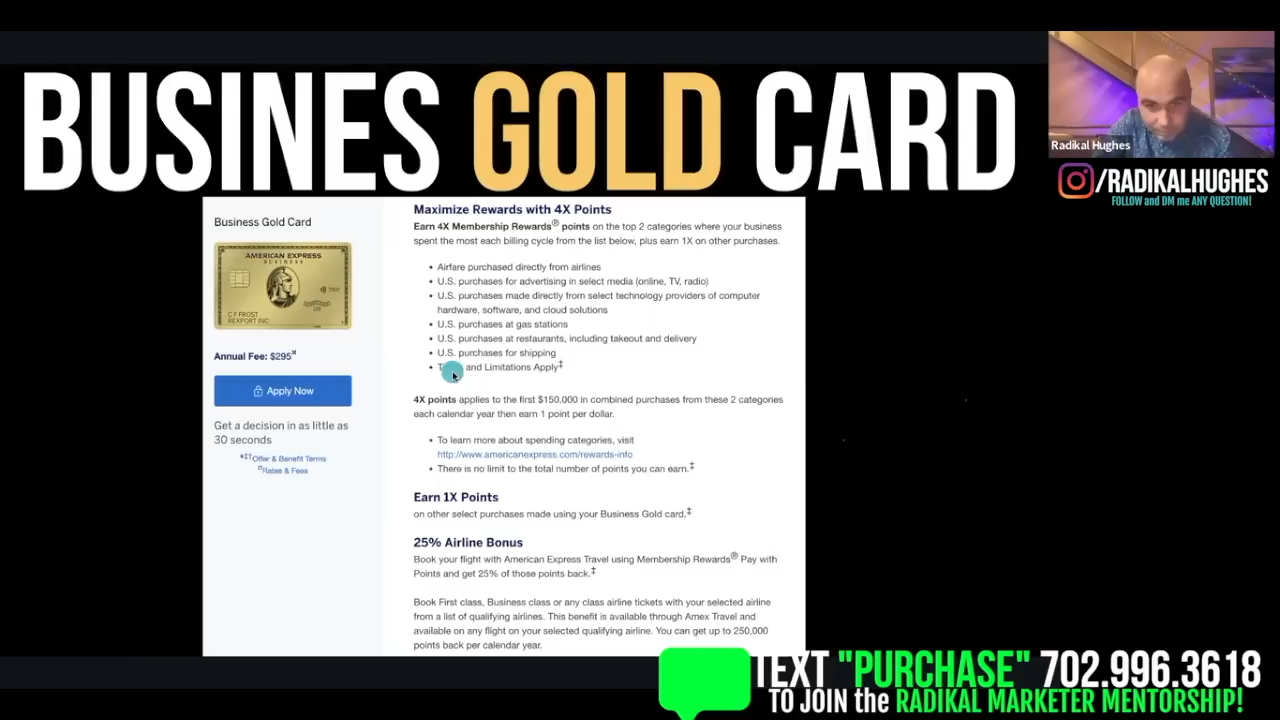 BUSINES GOLD CARD
Radikal Hughes
/RADIKALHUGHES
FOLLOW and DM me ANY QUESTION!
Business Gold Card
AMERICAN EXPRESS
BUSINESS
C F FROST
REXPORT INC
Annual Fee: $295¤
Apply Now
Get a decision in as little as
30 seconds
*‡†Offer & Benefit Terms
¤Rates & Fees
Maximize Rewards with 4X Points
Earn 4X Membership Rewards® points on the top 2 categories where your business
spent the most each billing cycle from the list below, plus earn 1X on other purchases.
• Airfare purchased directly from airlines
• U.S. purchases for advertising in select media (online, TV, radio)
• U.S. purchases made directly from select technology providers of computer
hardware, software, and cloud solutions
• U.S. purchases at gas stations
• U.S. purchases at restaurants, including takeout and delivery
• U.S. purchases for shipping
• and Limitations Apply‡
4X points applies to the first $150,000 in combined purchases from these 2 categories
each calendar year then earn 1 point per dollar.
• To learn more about spending categories, visit
http://www.americanexpress.com/rewards-info
• There is no limit to the total number of points you can earn.‡
Earn 1X Points
on other select purchases made using your Business Gold card.‡
25% Airline Bonus
Book your flight with American Express Travel using Membership Rewards® Pay with
Points and get 25% of those points back.‡
Book First class, Business class or any class airline tickets with your selected airline
from a list of qualifying airlines. This benefit is available through Amex Travel and
available on any flight on your selected qualifying airline. You can get up to 250,000
points back per calendar year.
TEXT "PURCHASE" 702.996.3618
TO JOIN the RADIKAL MARKETER MENTORSHIP!